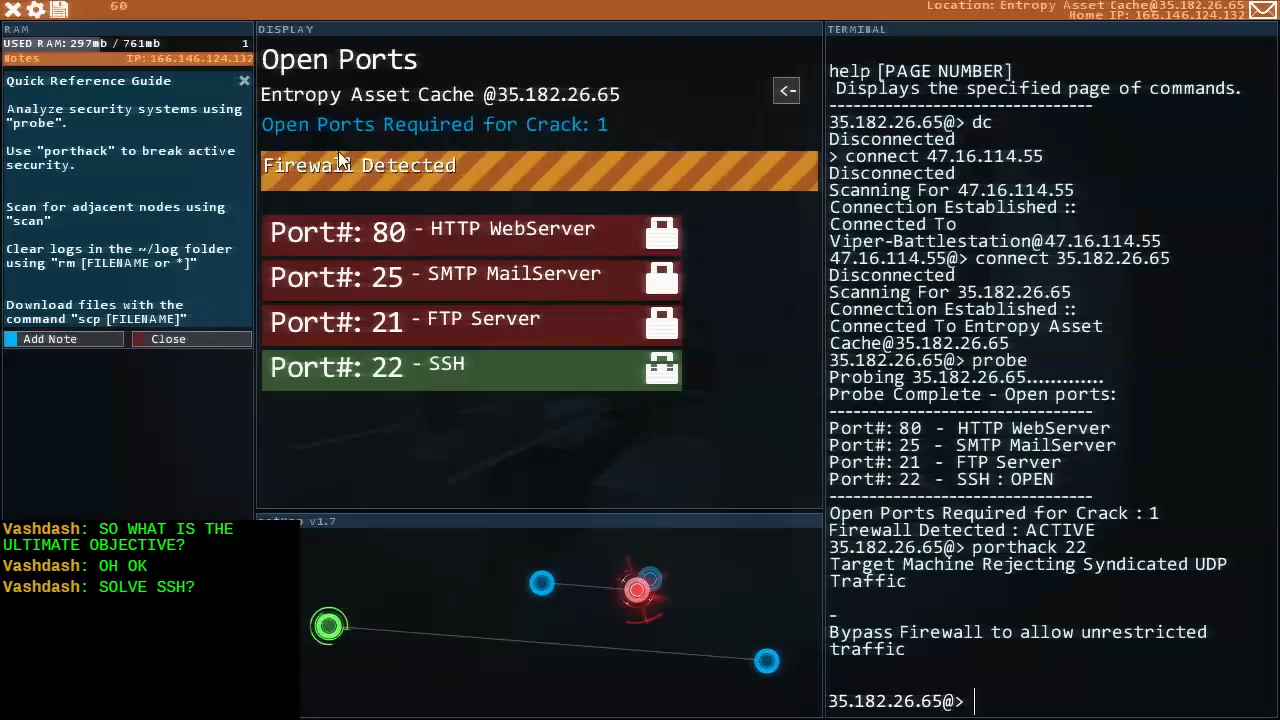 60
Location: Entropy Asset Cache@35.182.26.65
Home IP: 166.146.124.132
RAM
USED RAM: 297mb / 761mb 1
Notes IP: 166.146.124.132
Quick Reference Guide
Analyze security systems using
"probe".
Use "porthack" to break active
security.
Scan for adjacent nodes using
"scan"
Clear logs in the ~/log folder
using "rm [FILENAME or *]"
Download files with the
command "scp [FILENAME]"
Add Note
Close
Vashdash: SO WHAT IS THE
ULTIMATE OBJECTIVE?
Vashdash: OH OK
Vashdash: SOLVE SSH?
DISPLAY
Open Ports
Entropy Asset Cache @35.182.26.65
<-
Open Ports Required for Crack: 1
Firewall Detected
Port#: 80 - HTTP WebServer
Port#: 25 - SMTP MailServer
Port#: 21 - FTP Server
Port#: 22 - SSH
v1.7
TERMINAL
help [PAGE NUMBER]
Displays the specified page of commands.
---------------------------------
35.182.26.65@> dc
Disconnected
> connect 47.16.114.55
Disconnected
Scanning For 47.16.114.55
Connection Established ::
Connected To
Viper-Battlestation@47.16.114.55
47.16.114.55@> connect 35.182.26.65
Disconnected
Scanning For 35.182.26.65
Connection Established ::
Connected To Entropy Asset
Cache@35.182.26.65
35.182.26.65@> probe
Probing 35.182.26.65.............
Probe Complete - Open ports:
---------------------------------
Port#: 80 - HTTP WebServer
Port#: 25 - SMTP MailServer
Port#: 21 - FTP Server
Port#: 22 - SSH : OPEN
---------------------------------
Open Ports Required for Crack : 1
Firewall Detected : ACTIVE
35.182.26.65@> porthack 22
Target Machine Rejecting Syndicated UDP
Traffic
-
Bypass Firewall to allow unrestricted
traffic
35.182.26.65@>